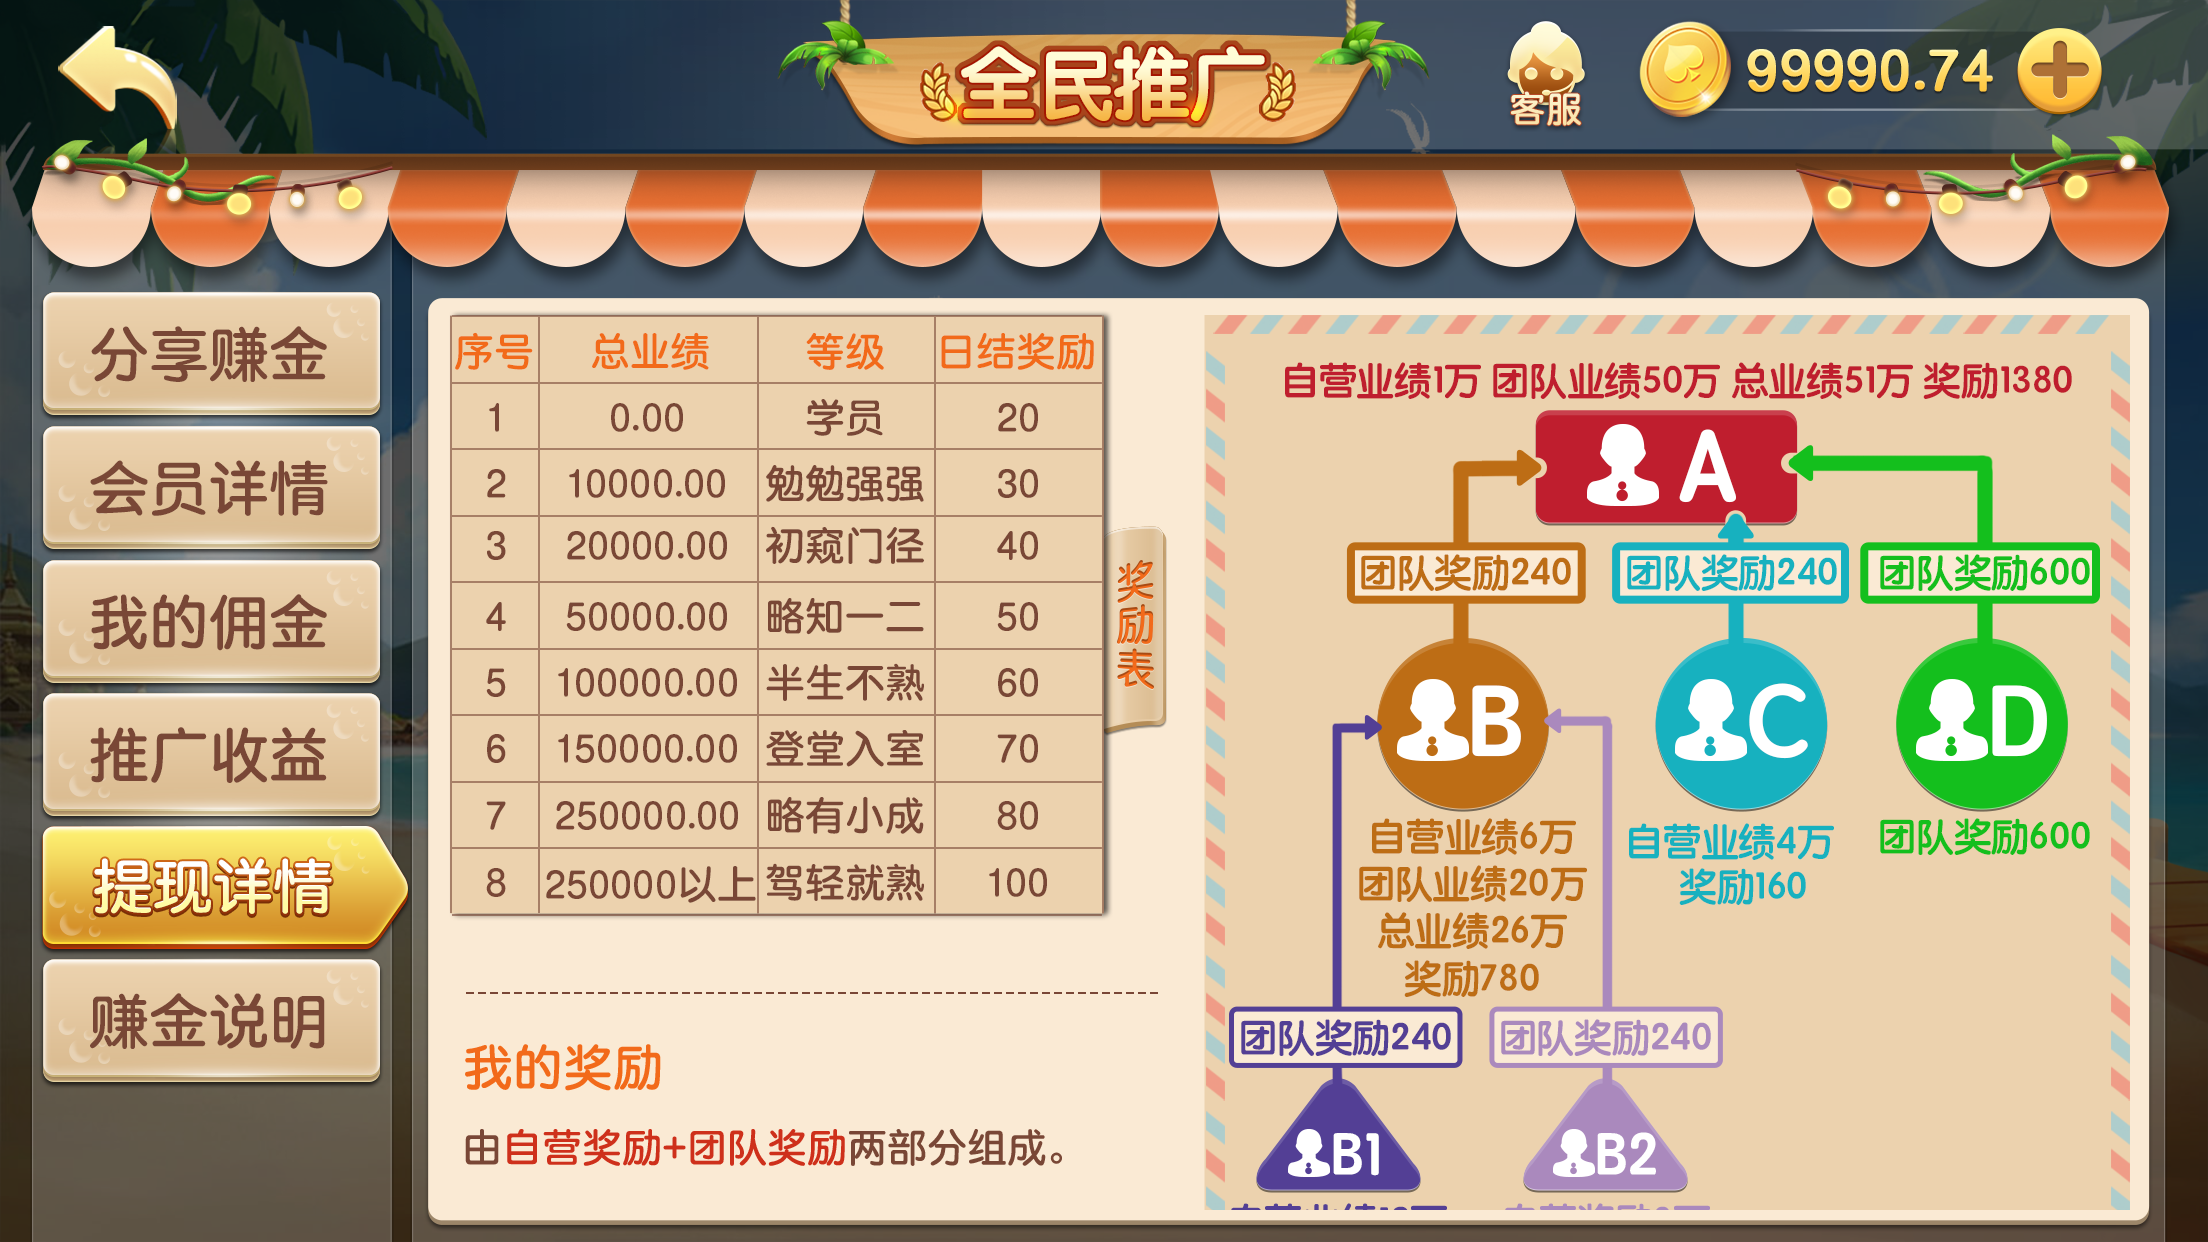 全民推广
客服
99990.74
分享赚金
会员详情
我的佣金
推广收益
提现详情
赚金说明
序号 总业绩 等级 日结奖励
1 0.00 学员 20
2 10000.00 勉勉强强 30
3 20000.00 初窥门径 40
4 50000.00 略知一二 50
5 100000.00 半生不熟 60
6 150000.00 登堂入室 70
7 250000.00 略有小成 80
8 250000以上 驾轻就熟 100
奖励表
我的奖励
由自营奖励+团队奖励两部分组成。
自营业绩1万 团队业绩50万 总业绩51万 奖励1380
A
团队奖励240 团队奖励240 团队奖励600
B C D
自营业绩6万
团队业绩20万
总业绩26万
奖励780
自营业绩4万
奖励160
团队奖励600
团队奖励240 团队奖励240
B1 B2